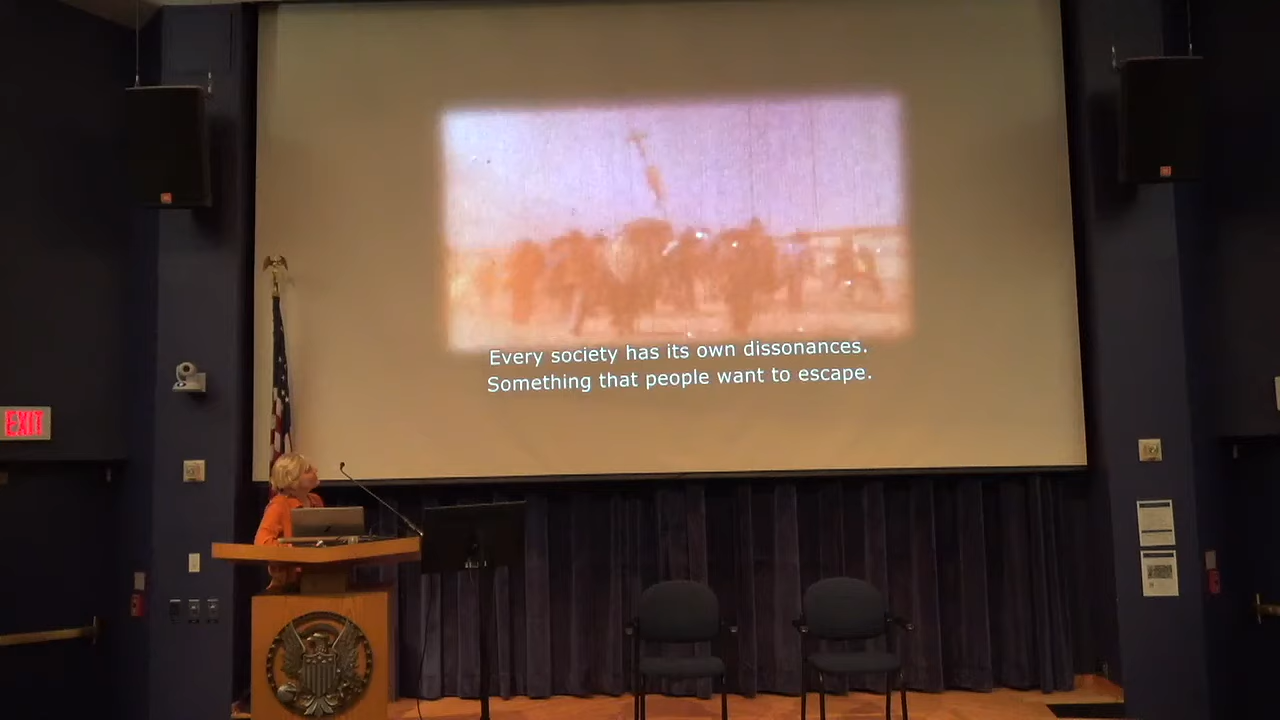 Every society has its own dissonances.
Something that people want to escape.
EXIT